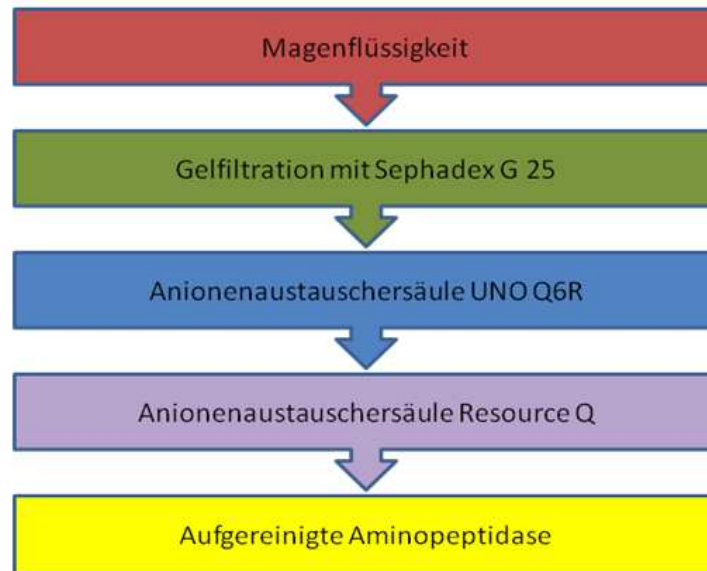 Magenflüssigkeit
Gelfiltration mit Sephadex G 25
Anionenaustauschersäule UNO Q6R
Anionenaustauschersäule Resource Q
Aufgereinigte Aminopeptidase